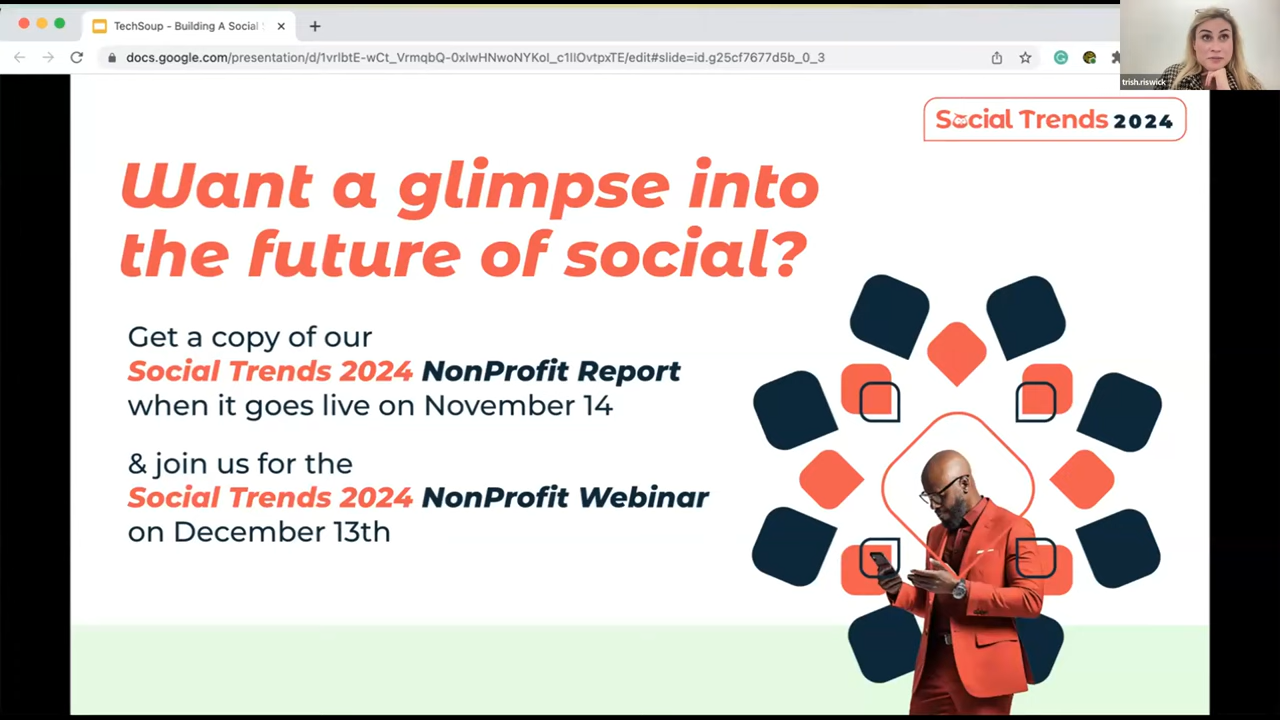 TechSoup - Building A Social
docs.google.com/presentation/d/1vrlbtE-wCt_VrmqbQ-0xlwHNwoNYKol_c1llOvtpxTE/edit#slide=id.g25cf7677d5b_0_3
trish.riswick
Social Trends 2024
Want a glimpse into
the future of social?
Get a copy of our
Social Trends 2024 NonProfit Report
when it goes live on November 14
& join us for the
Social Trends 2024 NonProfit Webinar
on December 13th